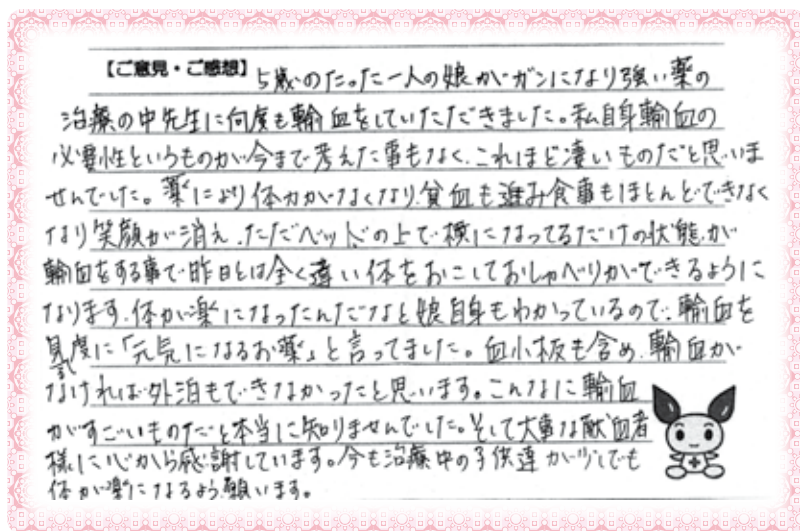 【ご意見・ご感想】 5歳のたった一人の娘がガンになり強い薬の
治療の中先生に何度も輸血をしていただきました。私自身輸血の
必要性というものが今まで考えた事もなく、これほど凄いものだと思いま
せんでした。薬により体力がなくなり、貧血も進み食事もほとんどできなく
なり笑顔が消え、ただベッドの上で横になってるだけの状態が
輸血をする事で昨日とは全く違い体をおこしておしゃべりができるように
なります。体が楽になったんだなと娘自身もわかっているので、輸血を
見る度に「元気になるお薬」と言ってました。血小板も含め、輸血が
なければ外泊もできなかったと思います。こんなに輸血
がすごいものだと本当に知りませんでした。そして大事な献血者
様に心から感謝しています。今も治療中の子供達が少しでも
体が楽になるよう願います。